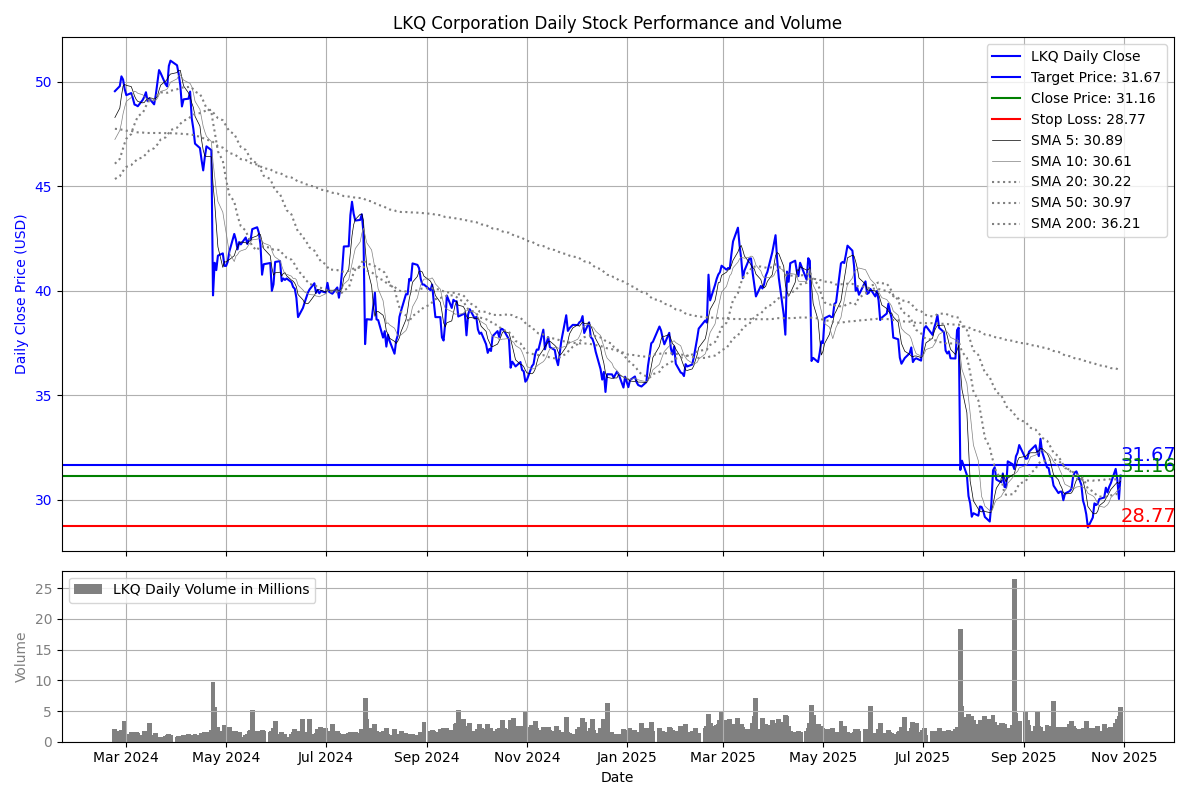 LKQ Corporation Daily Stock Performance and Volume
Daily Close Price (USD)
50
45
40
35
30
LKQ Daily Close
Target Price: 31.67
Close Price: 31.16
Stop Loss: 28.77
SMA 5: 30.89
SMA 10: 30.61
SMA 20: 30.22
SMA 50: 30.97
SMA 200: 36.21
31.67
31.16
28.77
Volume
25
20
15
10
5
0
LKQ Daily Volume in Millions
Mar 2024 May 2024 Jul 2024 Sep 2024 Nov 2024 Jan 2025 Mar 2025 May 2025 Jul 2025 Sep 2025 Nov 2025
Date